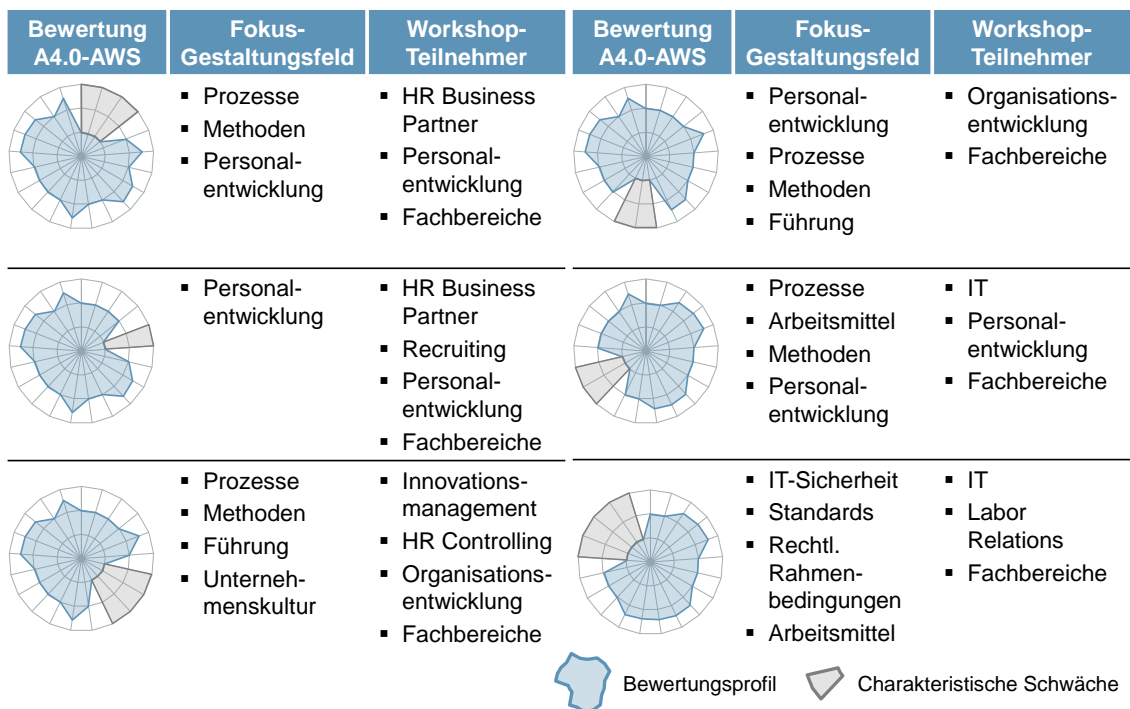 Bewertung
A4.0-AWS
Fokus-
Gestaltungsfeld
Workshop-
Teilnehmer
Bewertung
A4.0-AWS
Fokus-
Gestaltungsfeld
Workshop-
Teilnehmer
▪ Prozesse
▪ Methoden
▪ Personal-
entwicklung
▪ HR Business
Partner
▪ Personal-
entwicklung
▪ Fachbereiche
▪ Personal-
entwicklung
▪ Prozesse
▪ Methoden
▪ Führung
▪ Organisations-
entwicklung
▪ Fachbereiche
▪ Personal-
entwicklung
▪ HR Business
Partner
▪ Recruiting
▪ Personal-
entwicklung
▪ Fachbereiche
▪ Prozesse
▪ Arbeitsmittel
▪ Methoden
▪ Personal-
entwicklung
▪ IT
▪ Personal-
entwicklung
▪ Fachbereiche
▪ Prozesse
▪ Methoden
▪ Führung
▪ Unterneh-
menskultur
▪ Innovations-
management
▪ HR Controlling
▪ Organisations-
entwicklung
▪ Fachbereiche
▪ IT-Sicherheit
▪ Standards
▪ Rechtl.
Rahmen-
bedingungen
▪ Arbeitsmittel
▪ IT
▪ Labor
Relations
▪ Fachbereiche
Bewertungsprofil
Charakteristische Schwäche